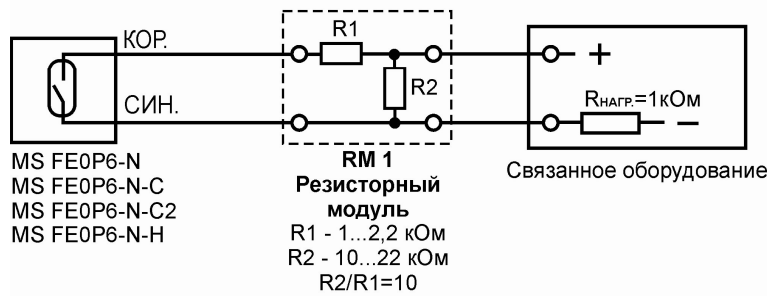 КОР.
СИН.
MS FE0P6-N
MS FE0P6-N-C
MS FE0P6-N-C2
MS FE0P6-N-H
R1
R2
RM 1
Резисторный
модуль
R1 - 1...2,2 кОм
R2 - 10...22 кОм
R2/R1=10
+
RНАГР.=1кОм
−
Связанное оборудование